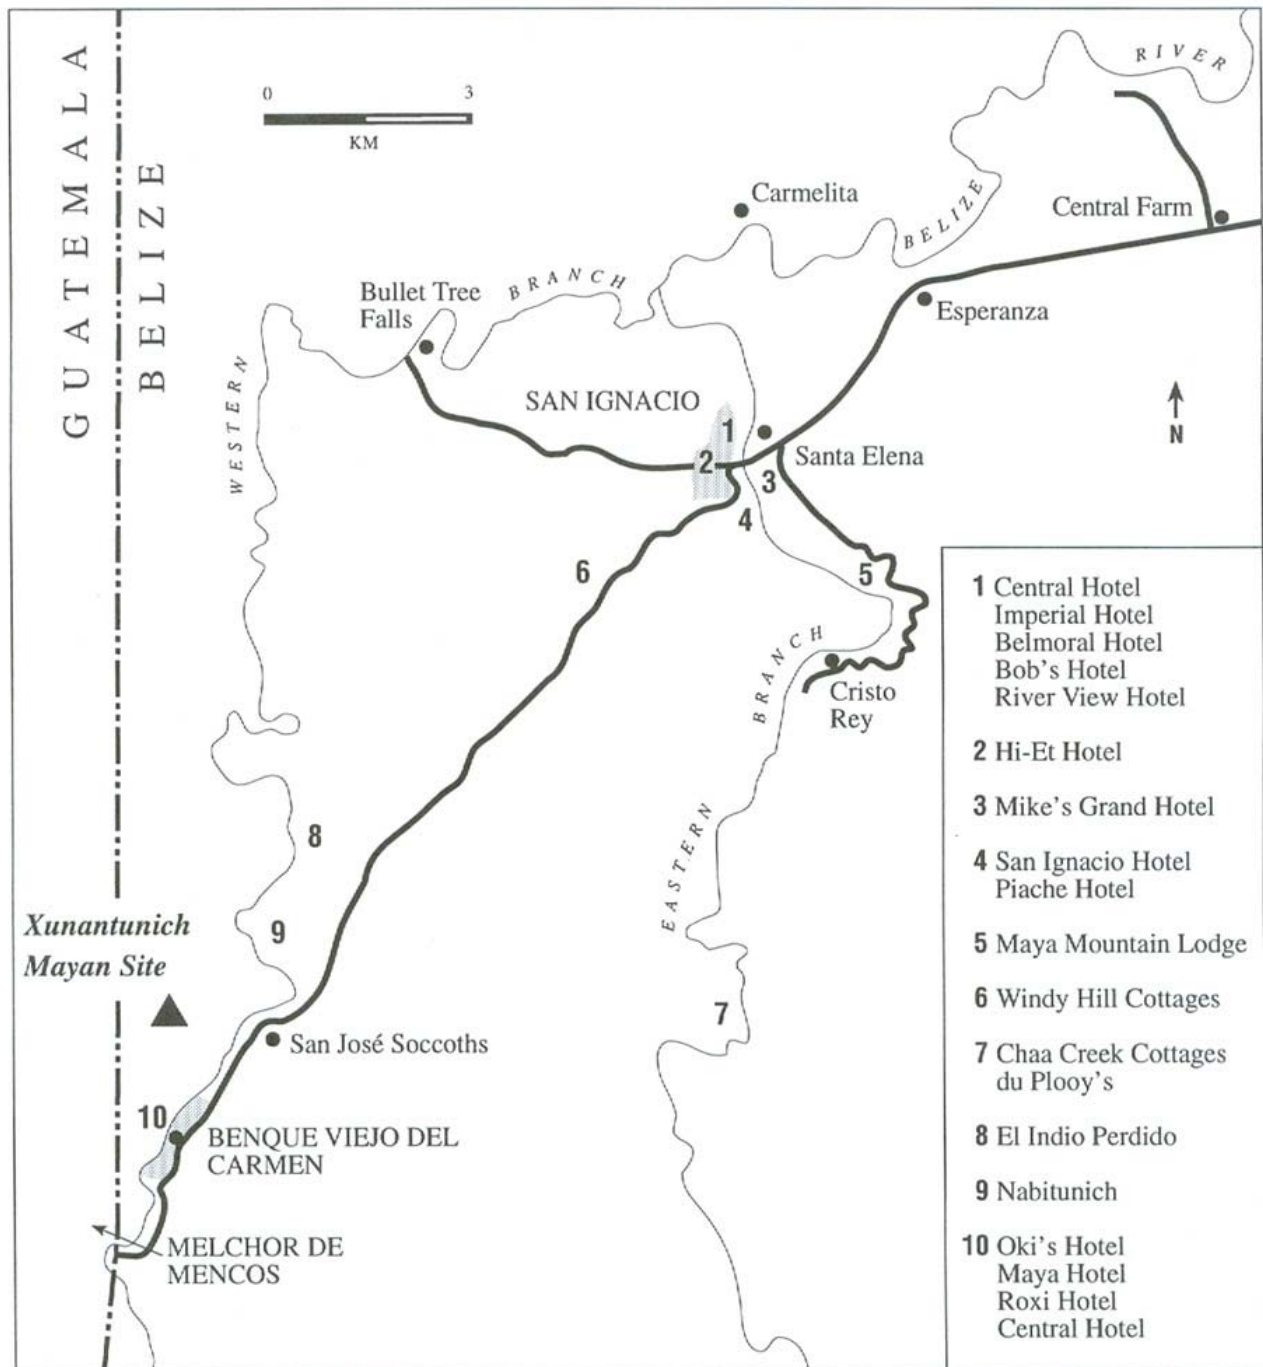 GUATEMALA
BELIZE
0 3
KM
RIVER
BELIZE
Carmelita
Central Farm
BRANCH
Bullet Tree
Falls
Esperanza
WESTERN
SAN IGNACIO
N
1
2
Santa Elena
3
4
5
6
BRANCH
Cristo
Rey
EASTERN
8
9
7
Xunantunich
Mayan Site
San José Soccoths
10
BENQUE VIEJO DEL
CARMEN
MELCHOR DE
MENCOS
1 Central Hotel
Imperial Hotel
Belmoral Hotel
Bob's Hotel
River View Hotel
2 Hi-Et Hotel
3 Mike's Grand Hotel
4 San Ignacio Hotel
Piache Hotel
5 Maya Mountain Lodge
6 Windy Hill Cottages
7 Chaa Creek Cottages
du Plooy's
8 El Indio Perdido
9 Nabitunich
10 Oki's Hotel
Maya Hotel
Roxi Hotel
Central Hotel